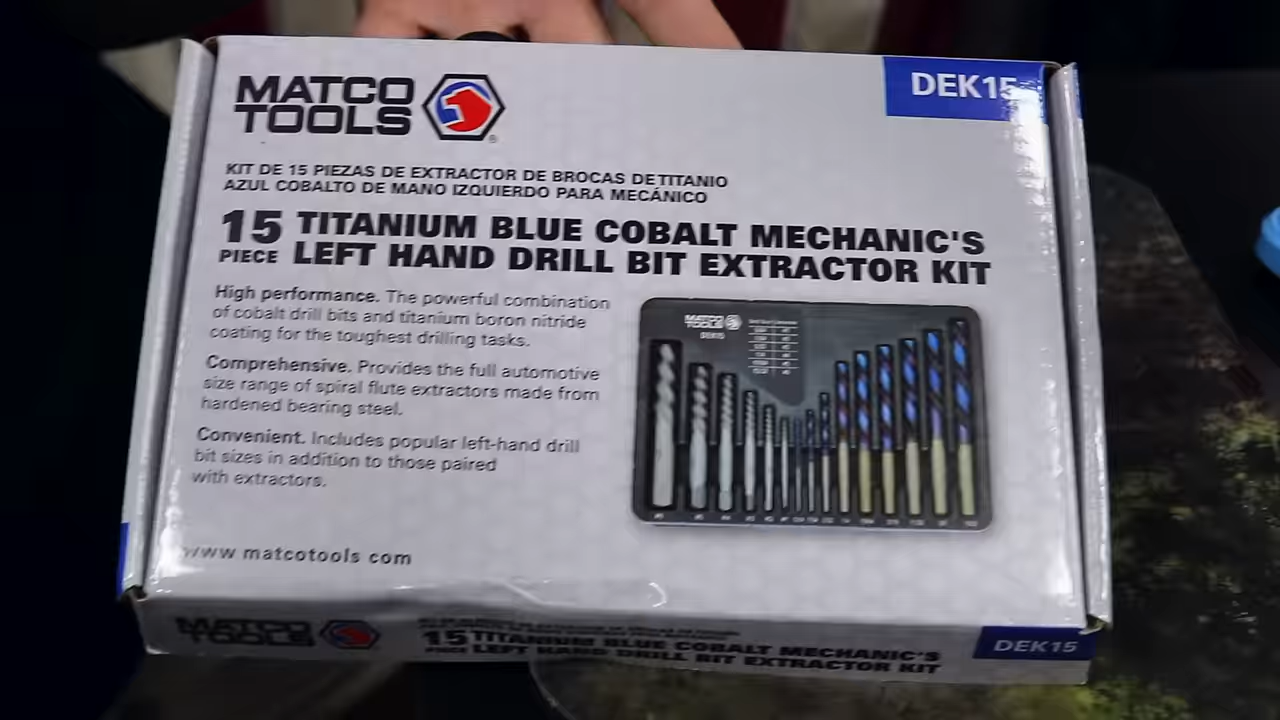 MATCO
TOOLS
DEK15
KIT DE 15 PIEZAS DE EXTRACTOR DE BROCAS DE TITANIO
AZUL COBALTO DE MANO IZQUIERDO PARA MECÁNICO
15 PIECE
TITANIUM BLUE COBALT MECHANIC'S
LEFT HAND DRILL BIT EXTRACTOR KIT
High performance. The powerful combination
of cobalt drill bits and titanium boron nitride
coating for the toughest drilling tasks.
Comprehensive. Provides the full automotive
size range of spiral flute extractors made from
hardened bearing steel.
Convenient. Includes popular left-hand drill
bit sizes in addition to those paired
with extractors.
www matcotools com
MATCO
TOOLS
DEK15
MATCO
TOOLS
15 PIECE
TITANIUM BLUE COBALT MECHANIC'S
LEFT HAND DRILL BIT EXTRACTOR KIT
DEK15